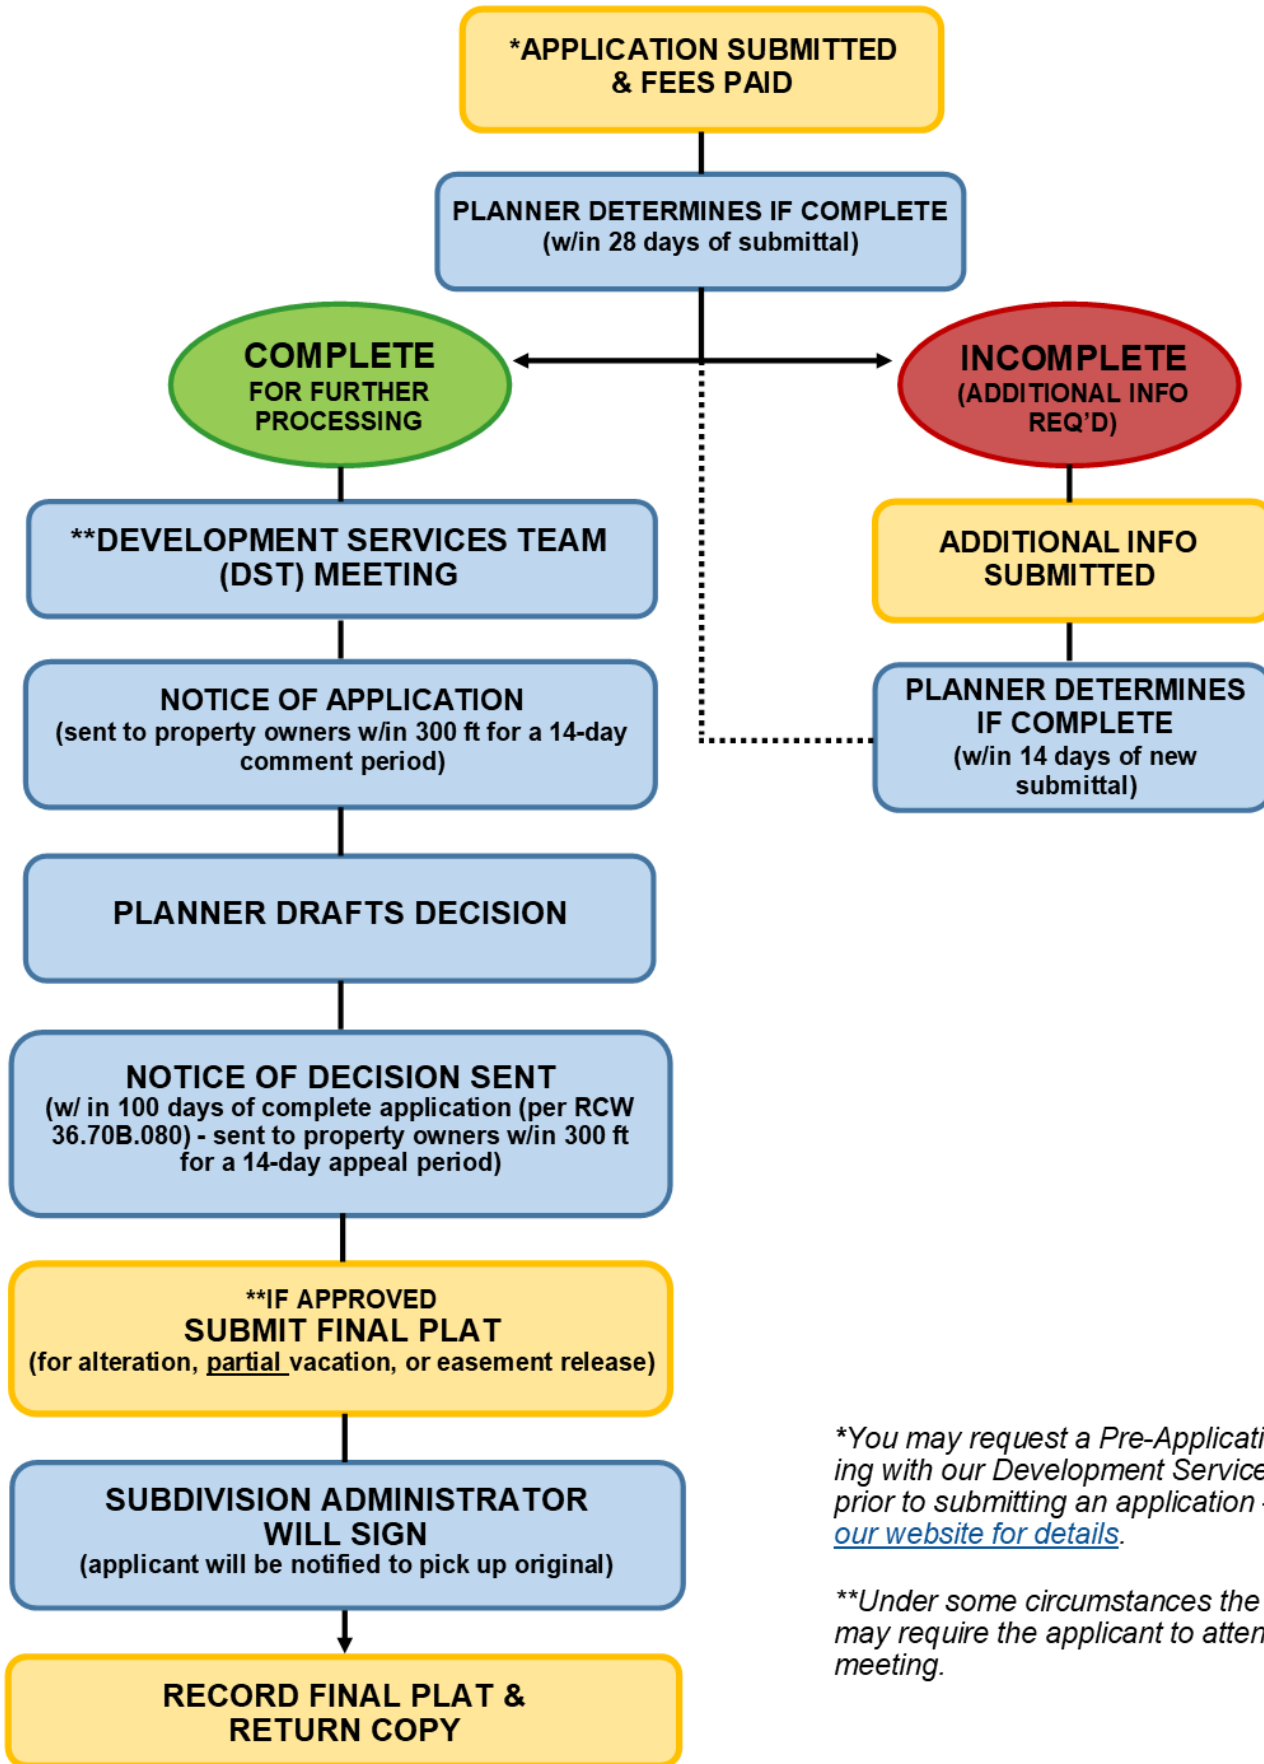 *APPLICATION SUBMITTED
& FEES PAID
PLANNER DETERMINES IF COMPLETE
(w/in 28 days of submittal)
COMPLETE
FOR FURTHER
PROCESSING
INCOMPLETE
(ADDITIONAL INFO
REQ’D)
**DEVELOPMENT SERVICES TEAM
(DST) MEETING
ADDITIONAL INFO
SUBMITTED
NOTICE OF APPLICATION
(sent to property owners w/in 300 ft for a 14-day
comment period)
PLANNER DETERMINES
IF COMPLETE
(w/in 14 days of new
submittal)
PLANNER DRAFTS DECISION
NOTICE OF DECISION SENT
(w/ in 100 days of complete application (per RCW
36.70B.080) - sent to property owners w/in 300 ft
for a 14-day appeal period)
**IF APPROVED
SUBMIT FINAL PLAT
(for alteration, partial vacation, or easement release)
SUBDIVISION ADMINISTRATOR
WILL SIGN
(applicant will be notified to pick up original)
RECORD FINAL PLAT &
RETURN COPY
*You may request a Pre-Applicati
ing with our Development Service
prior to submitting an application -
our website for details.
**Under some circumstances the
may require the applicant to atten
meeting.